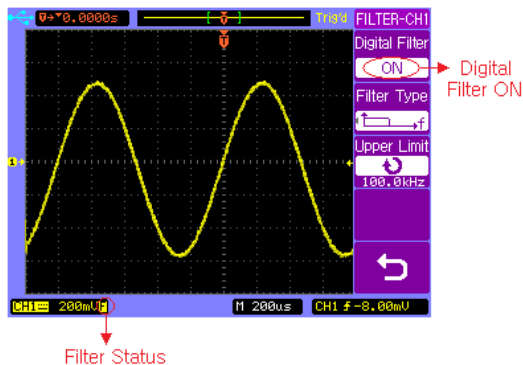 T→▼0.0000s [ T ] Trig'd FILTER-CH1
T
Digital Filter
ON
Digital
Filter ON
Filter Type
f
Upper Limit
100.0kHz
1
CH1 200mV F M 200us CH1 -8.00mV
Filter Status